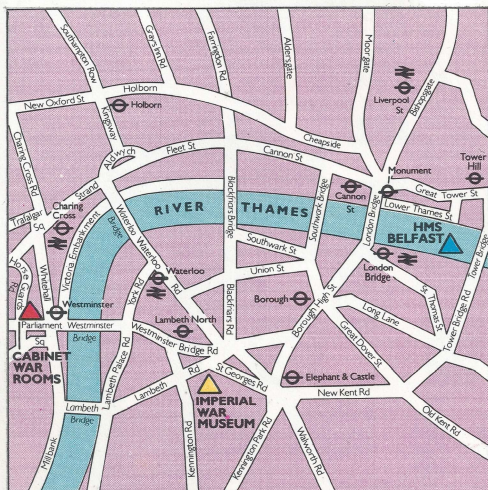 Southampton Row
Grays Inn Rd
Farringdon Rd
Aldersgate
Moorgate
Bishopsgate
Liverpool
St
Holborn
New Oxford St
Holborn
Kingsway
Charing Cross Rd
Aldwych
Fleet St
Cheapside
Cannon St
Monument
Tower
Hill
Great Tower St
Lower Thames St
Cannon
St
Strand
Trafalgar
Sq
Charing
Cross
Victoria Embankment
Waterloo
Bridge
RIVER THAMES
Blackfriars Bridge
Southwark Bridge
London Bridge
HMS
BELFAST
Tower Bridge
Horse Guards
Rd
Whitehall
Waterloo Rd
Waterloo
York Rd
Southwark St
Union St
London
Bridge
St Thomas St
Borough
Borough High St
Long Lane
Tower Bridge Rd
Great Dover St
Westminster
Parliament
Sq
Westminster
Bridge
Lambeth North
Westminster Bridge Rd
Blackfriars Rd
CABINET
WAR
ROOMS
Lambeth Palace Rd
Lambeth
Rd
St Georges Rd
Elephant & Castle
New Kent Rd
Old Kent Rd
IMPERIAL
WAR
MUSEUM
Lambeth
Bridge
Millbank
Kennington Rd
Kennington Park Rd
Walworth Rd